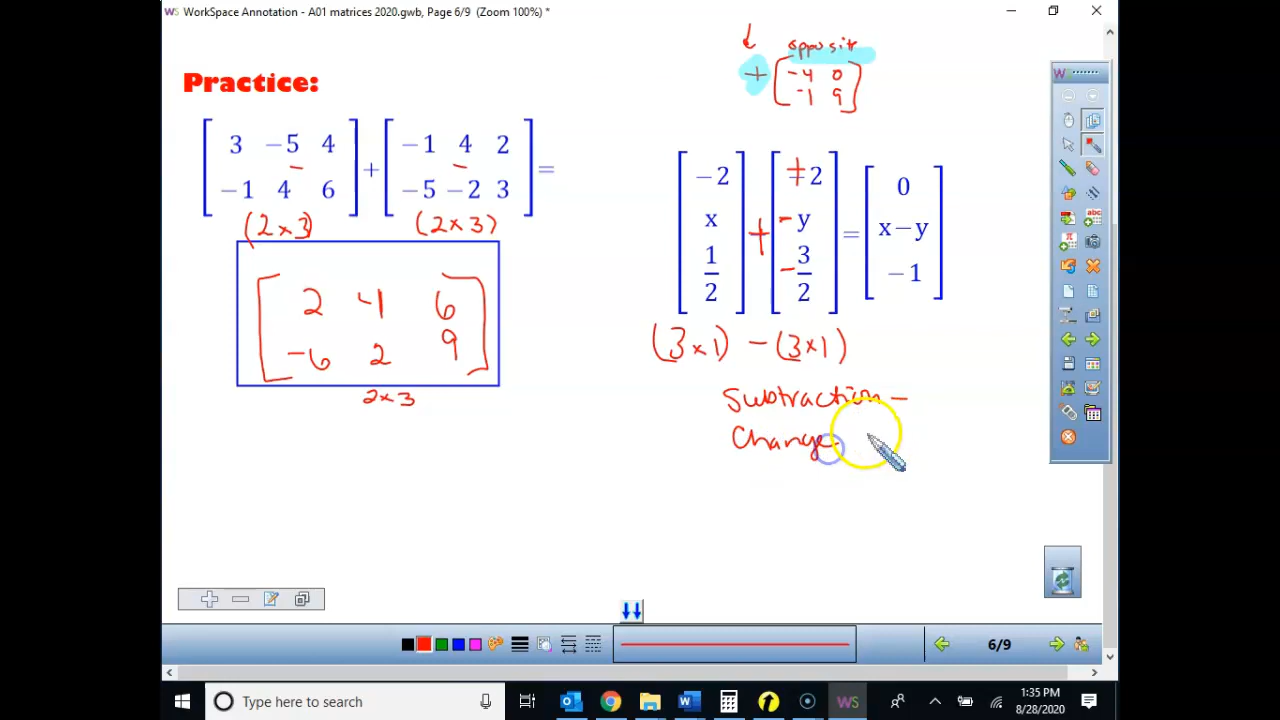 WS WorkSpace Annotation - A01 matrices 2020.gwb, Page 6/9 (Zoom 100%) *
opposite
+ [ -4 0
-1 9 ]
Practice:
[ 3 −5 4
−1 4 6 ] + [ −1 4 2
−5 −2 3 ] =
(2×3) (2×3)
[ 2 -1 6
-6 2 9 ]
2×3
[ −2
x
1/2 ] + [ +2
- y
- 3/2 ] = [ 0
x−y
−1 ]
(3×1) - (3×1)
Subtraction -
Change
6/9
Type here to search
WS
1:35 PM
8/28/2020